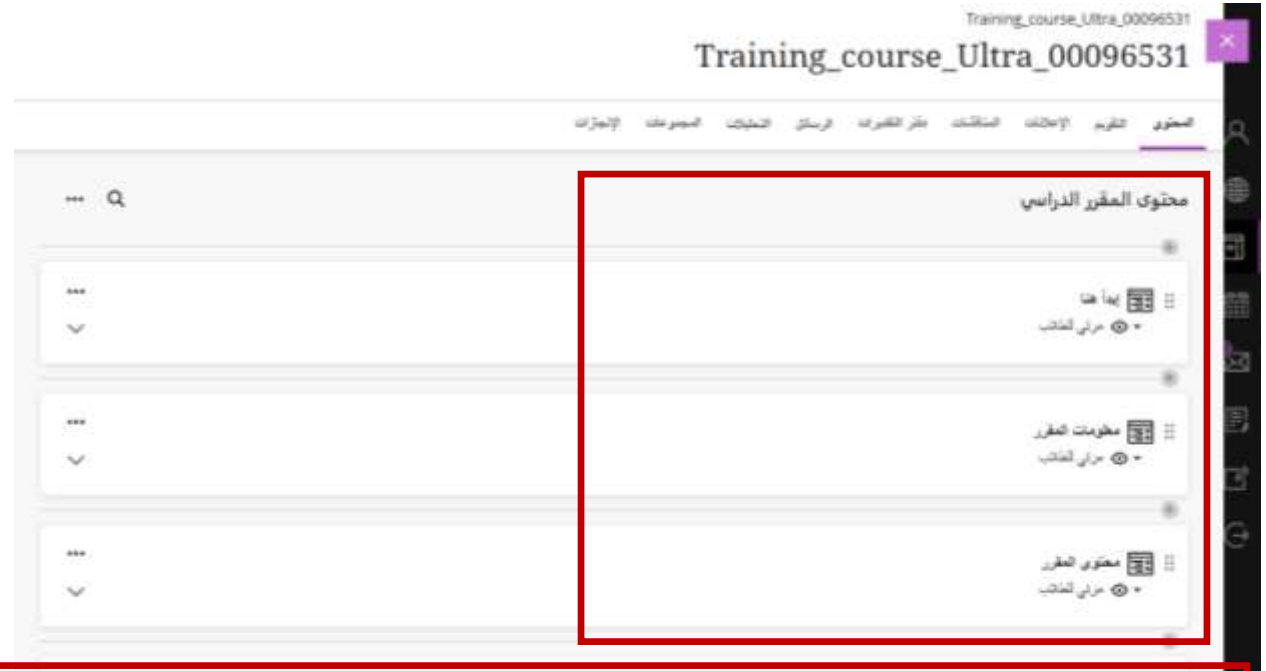 Training_course_Ultra_00096531
Training_course_Ultra_00096531
المحتوى التقويم الإعلانات المناقشات دفتر التقديرات الرسائل التحليلات المجموعات الإنجازات
محتوى المقرر الدراسي
إبدأ هنا
مرئي للطالب
معلومات المقرر
مرئي للطالب
محتوى المقرر
مرئي للطالب